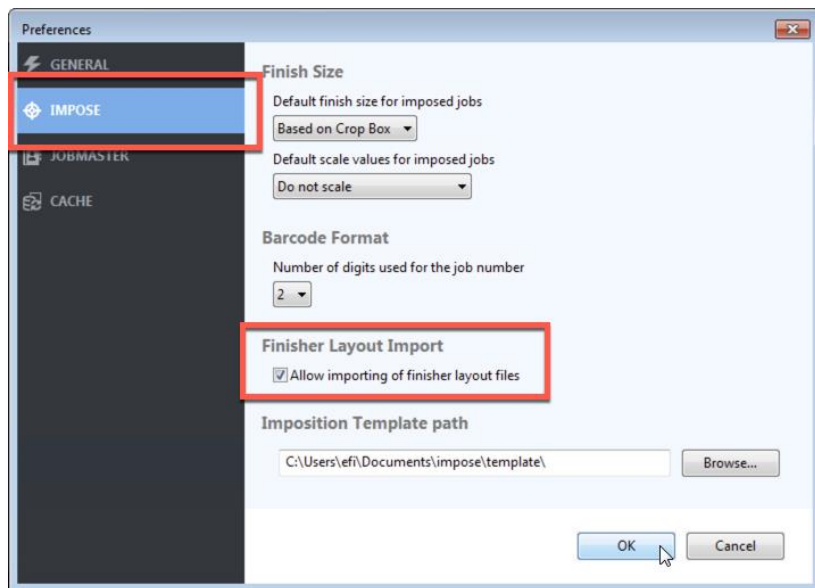 Preferences
GENERAL
IMPOSE
JOBMASTER
CACHE
Finish Size
Default finish size for imposed jobs
Based on Crop Box
Default scale values for imposed jobs
Do not scale
Barcode Format
Number of digits used for the job number
2
Finisher Layout Import
Allow importing of finisher layout files
Imposition Template path
C:\Users\efi\Documents\impose\template\
Browse...
OK
Cancel